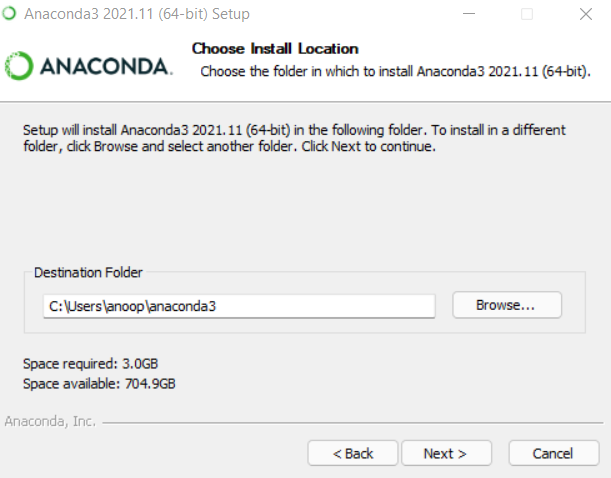 Anaconda3 2021.11 (64-bit) Setup
ANACONDA.
Choose Install Location
Choose the folder in which to install Anaconda3 2021.11 (64-bit).
Setup will install Anaconda3 2021.11 (64-bit) in the following folder. To install in a different
folder, click Browse and select another folder. Click Next to continue.
Destination Folder
C:\Users\anoop\anaconda3
Browse...
Space required: 3.0GB
Space available: 704.9GB
Anaconda, Inc.
< Back
Next >
Cancel